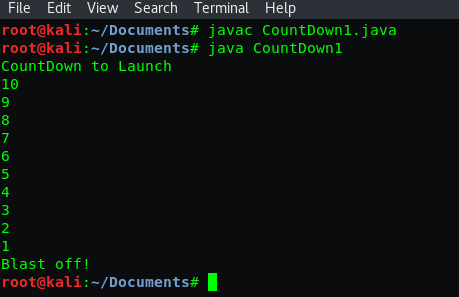 File Edit View Search Terminal Help
root@kali:~/Documents# javac CountDown1.java
root@kali:~/Documents# java CountDown1
CountDown to Launch
10
9
8
7
6
5
4
3
2
1
Blast off!
root@kali:~/Documents#